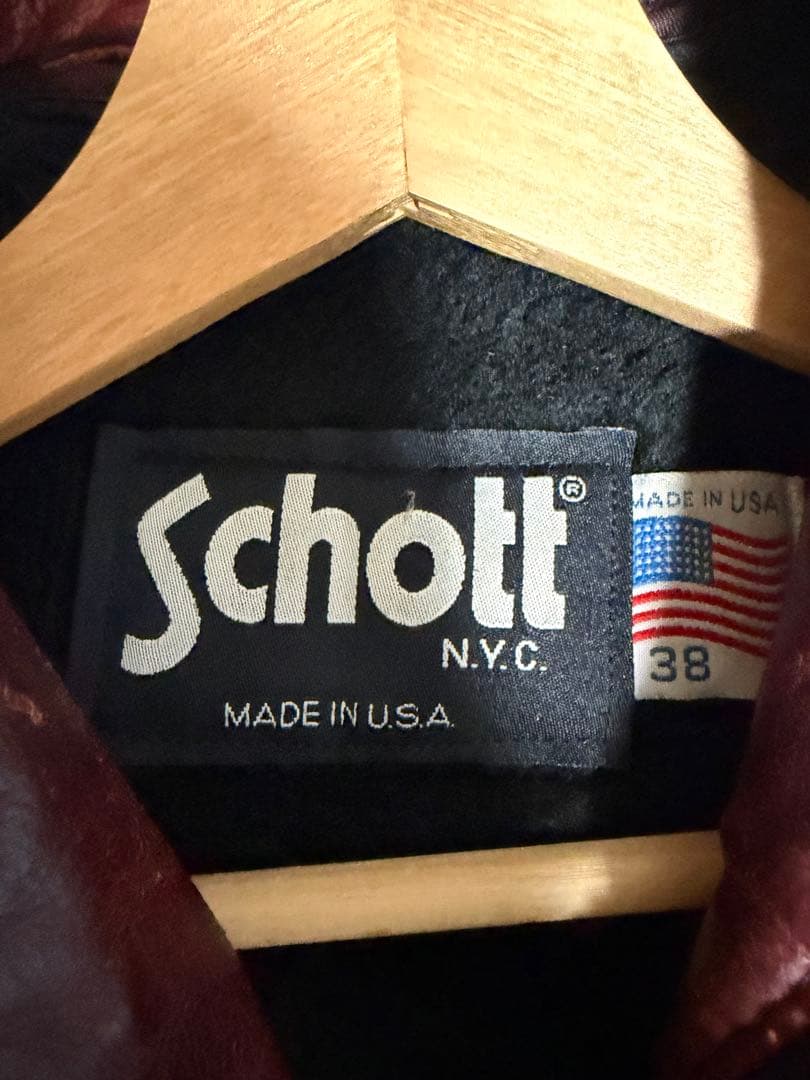 Schott®
N.Y.C.
MADE IN U.S.A.
MADE IN USA
38